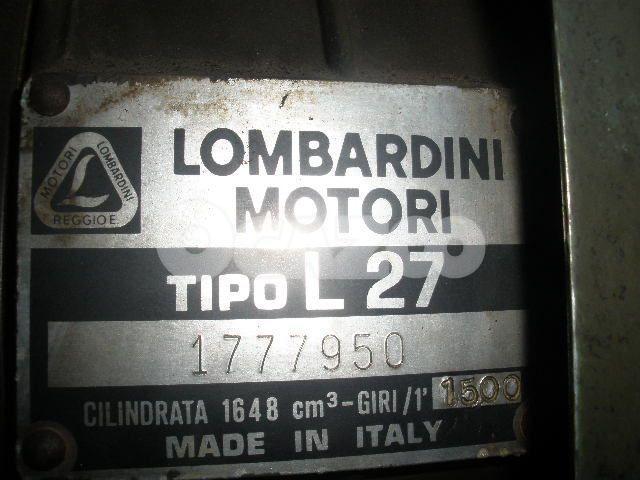 LOMBARDINI
MOTORI
MOTORI
LOMBARDINI
L
REGGIO E.
TIPO L 27
1777950
CILINDRATA 1648 cm³-GIRI/1' 1500
MADE IN ITALY